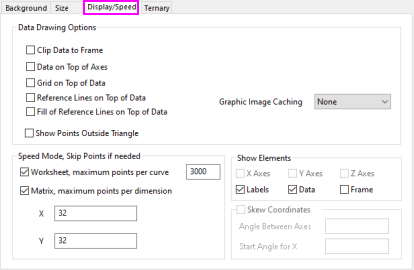 Background Size Display/Speed Ternary
Data Drawing Options
Clip Data to Frame
Data on Top of Axes
Grid on Top of Data
Reference Lines on Top of Data
Fill of Reference Lines on Top of Data
Graphic Image Caching None
Show Points Outside Triangle
Speed Mode, Skip Points if needed
Worksheet, maximum points per curve 3000
Matrix, maximum points per dimension
X 32
Y 32
Show Elements
X Axes Y Axes Z Axes
Labels Data Frame
Skew Coordinates
Angle Between Axes
Start Angle for X